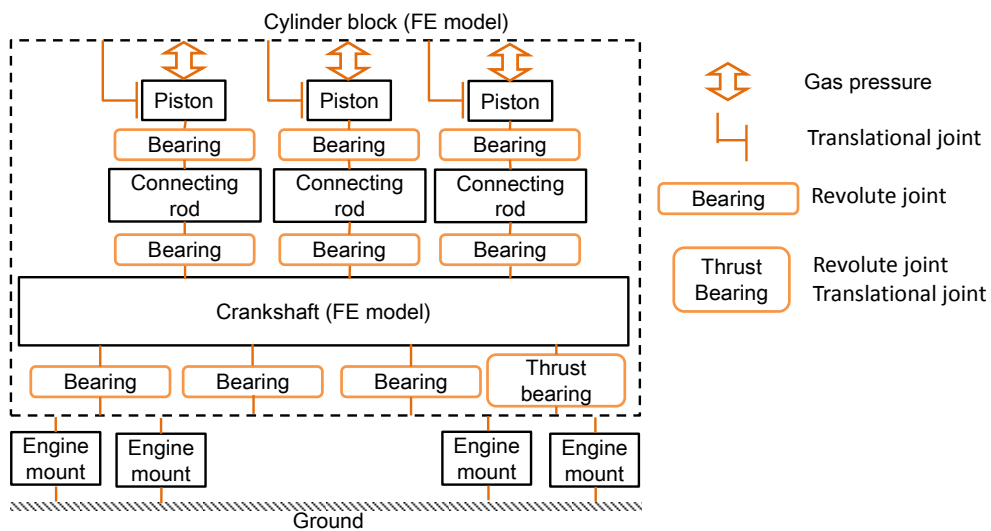 Cylinder block (FE model)
Piston
Piston
Piston
Bearing
Bearing
Bearing
Connecting
rod
Connecting
rod
Connecting
rod
Bearing
Bearing
Bearing
Crankshaft (FE model)
Bearing
Bearing
Bearing
Thrust
bearing
Engine
mount
Engine
mount
Engine
mount
Engine
mount
Ground
Gas pressure
Translational joint
Bearing
Revolute joint
Thrust
Bearing
Revolute joint
Translational joint